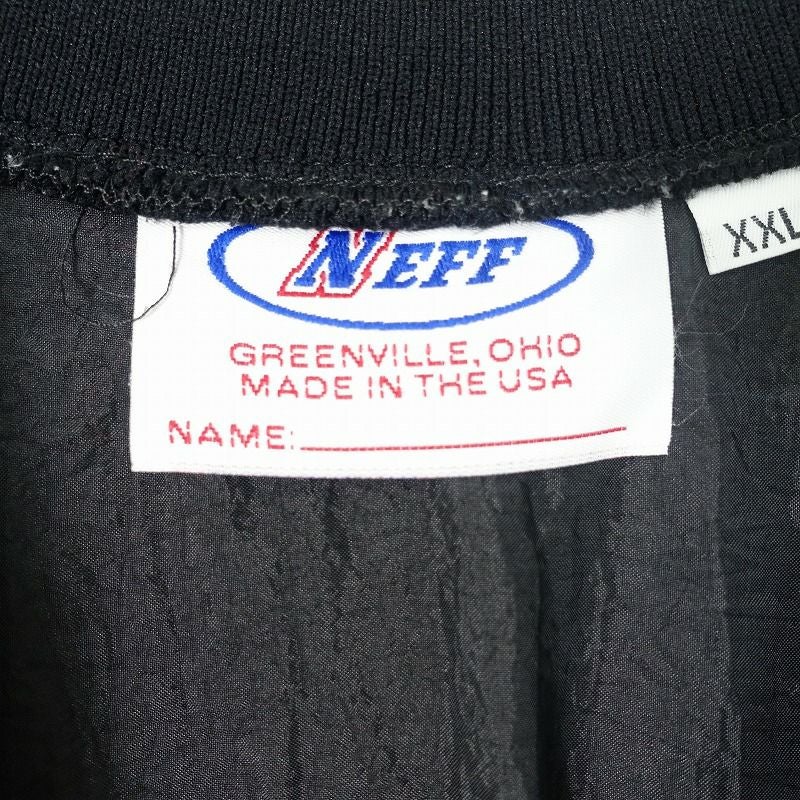 NEFF
GREENVILLE, OHIO
MADE IN THE USA
NAME:
XXL